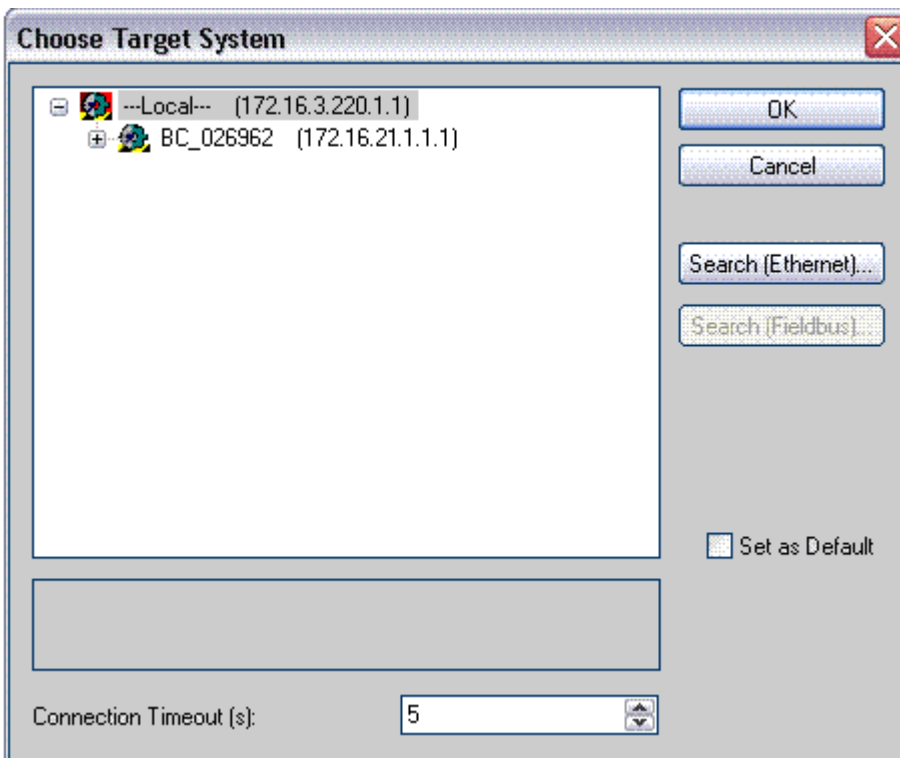 Choose Target System
---Local--- (172.16.3.220.1.1)
BC_026962 (172.16.21.1.1.1)
OK
Cancel
Search (Ethernet)...
Search (Fieldbus)...
Set as Default
Connection Timeout (s):
5